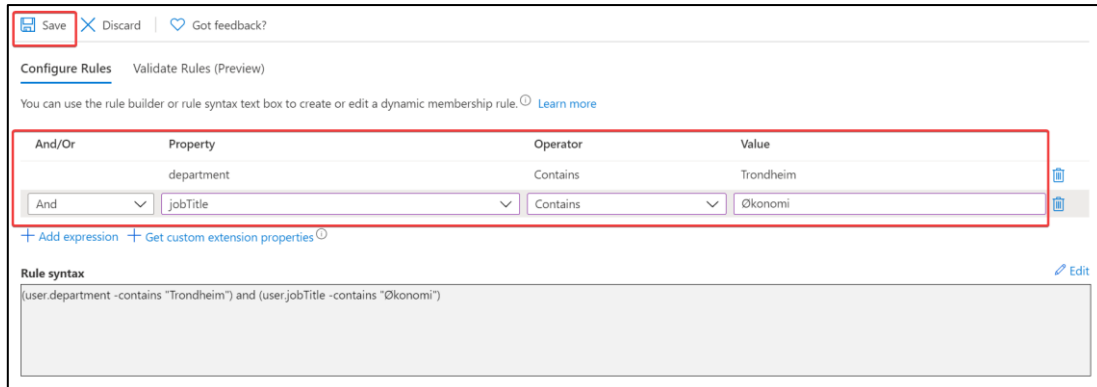 Save Discard Got feedback?
Configure Rules Validate Rules (Preview)
You can use the rule builder or rule syntax text box to create or edit a dynamic membership rule. Learn more
And/Or Property Operator Value
department Contains Trondheim
And jobTitle Contains Økonomi
+ Add expression + Get custom extension properties
Rule syntax Edit
(user.department -contains "Trondheim") and (user.jobTitle -contains "Økonomi")